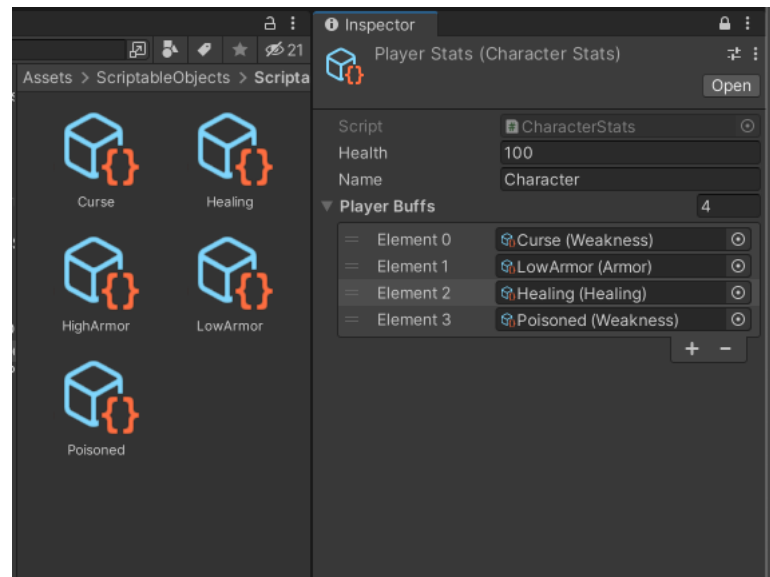 21
Assets > ScriptableObjects > Scripta
Curse
Healing
HighArmor
LowArmor
Poisoned
Inspector
Player Stats (Character Stats)
Open
Script
CharacterStats
Health
100
Name
Character
Player Buffs
4
Element 0
Curse (Weakness)
Element 1
LowArmor (Armor)
Element 2
Healing (Healing)
Element 3
Poisoned (Weakness)